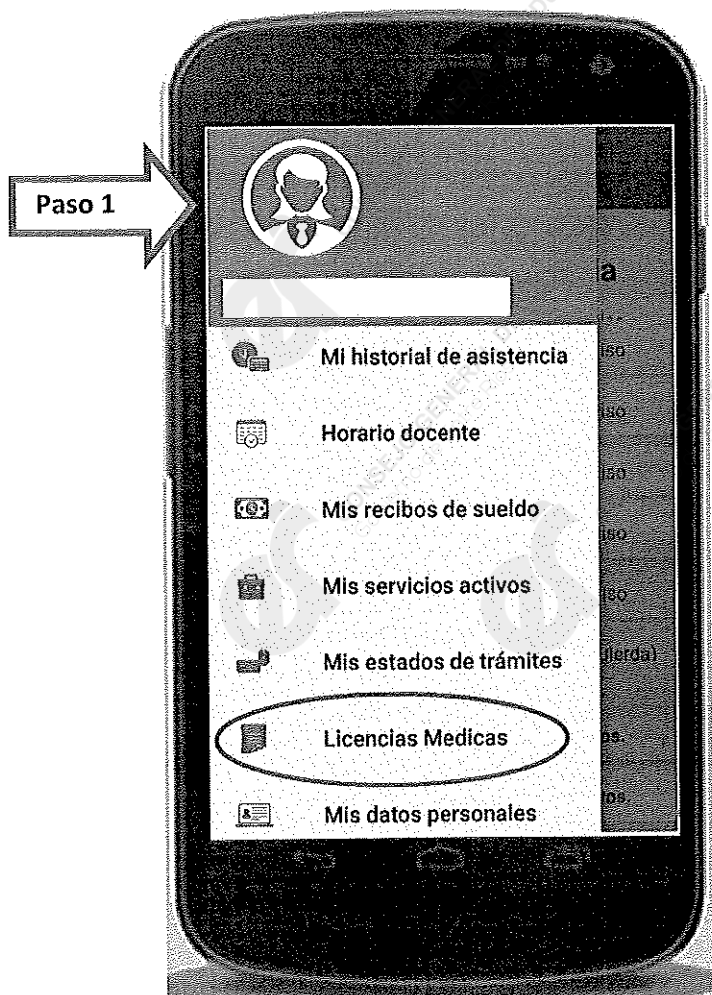 Paso 1
Mi historial de asistencia
Horario docente
Mis recibos de sueldo
Mis servicios activos
Mis estados de trámites
Licencias Medicas
Mis datos personales